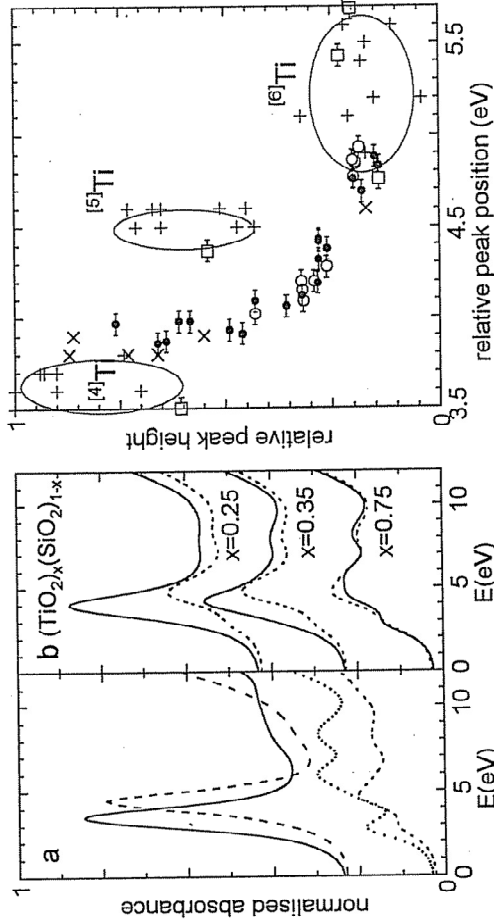 a
b (TiO2)x(SiO2)1-x-
1
normalised absorbance
0
5
10
E(eV)
x=0.25
x=0.35
x=0.75
0
5
10
E(eV)
1
relative peak height
0
3.5
4.5
5.5
relative peak position (eV)
[4]Ti
[5]Ti
[6]Ti